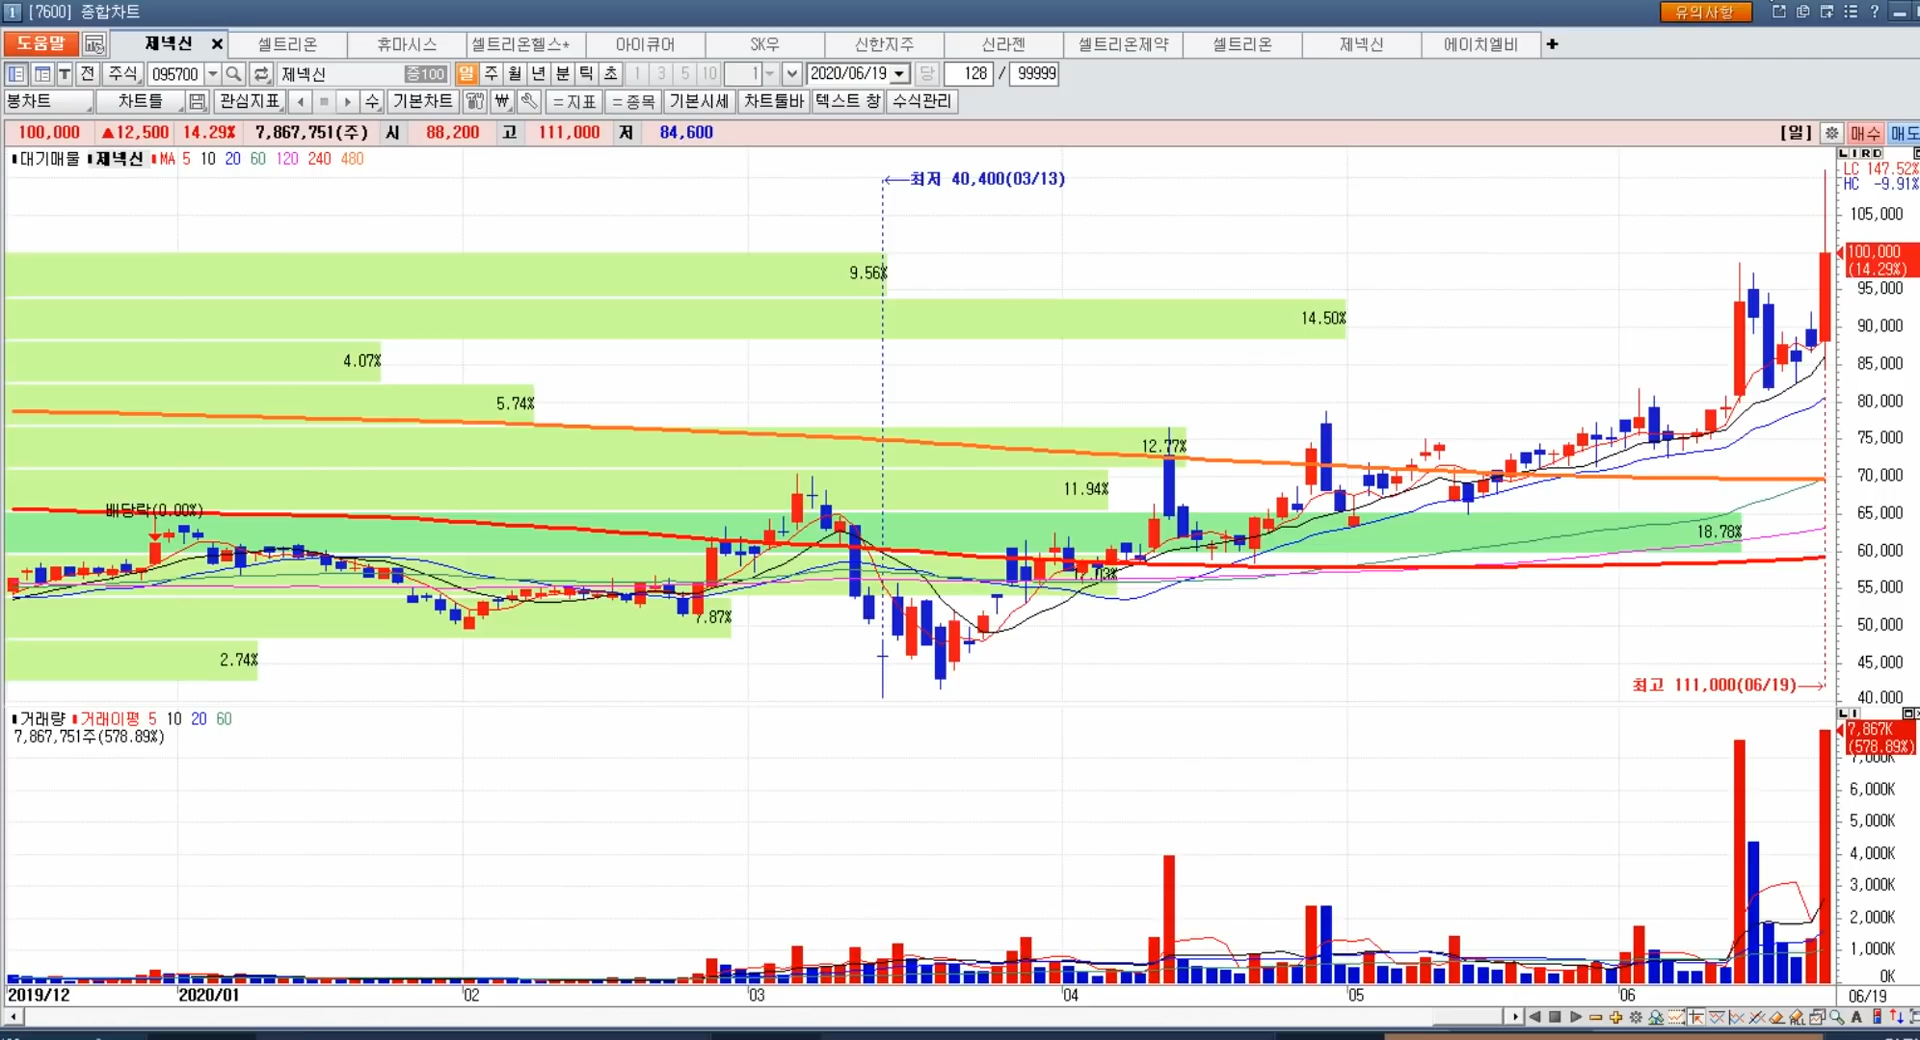 1 [7600] 종합차트 유의사항 ?
도움말 제넥신 × 셀트리온 휴마시스 셀트리온헬스* 아이큐어 SK우 신한지주 신라젠 셀트리온제약 셀트리온 제넥신 에이치엘비 +
T 전 주식 095700 제넥신 증100 일 주 월 년 분 틱 초 1 3 5 10 1 2020/06/19 당 128 / 99999
봉차트 차트틀 관심지표 수 기본차트 ₩ =지표 =종목 기본시세 차트툴바 텍스트 창 수식관리
100,000 ▲12,500 14.29% 7,867,751(주) 시 88,200 고 111,000 저 84,600 [일] 매수 매도
대기매물 제넥신 MA 5 10 20 60 120 240 480
L I R D
LC 147.52%
HC -9.91%
←최저 40,400(03/13)
105,000
100,000
(14.29%)
9.56%
95,000
14.50%
90,000
4.07%
85,000
5.74%
80,000
12.77%
75,000
11.94%
70,000
배당락(0.00%)
65,000
18.78%
60,000
55,000
7.87%
50,000
2.74%
45,000
최고 111,000(06/19)→
40,000
거래량 거래이평 5 10 20 60
L I
7,867,751주(578.89%)
7,867K
(578.89%)
7,000K
6,000K
5,000K
4,000K
3,000K
2,000K
1,000K
0K
2019/12 2020/01 02 03 04 05 06 06/19
A